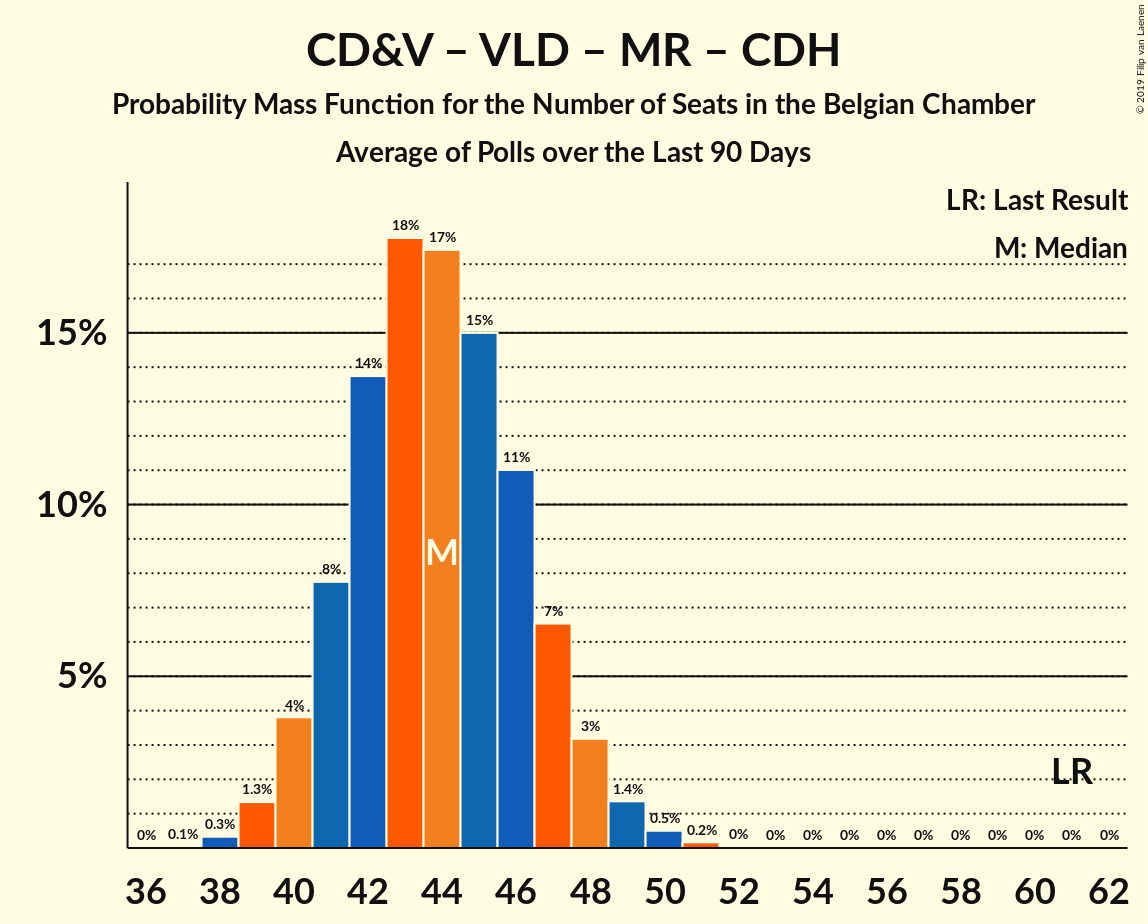 CD&V – VLD – MR – CDH
Probability Mass Function for the Number of Seats in the Belgian Chamber
Average of Polls over the Last 90 Days
© 2019 Filip van Laenen
LR: Last Result
M: Median
15%
10%
5%
0% 0.1% 0.3% 1.3% 4% 8% 14% 18% 17% 15% 11% 7% 3% 1.4% 0.5% 0.2% 0% 0% 0% 0% 0% 0% 0% 0% 0% 0% 0%
M
LR
36 38 40 42 44 46 48 50 52 54 56 58 60 62